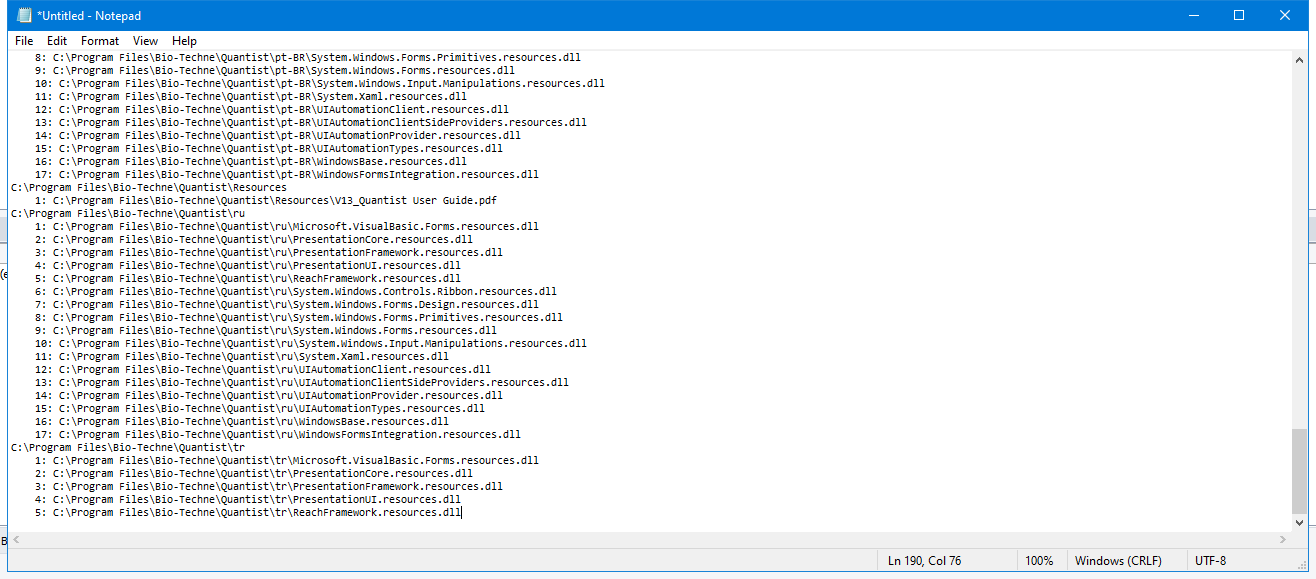 *Untitled - Notepad
File Edit Format View Help
8: C:\Program Files\Bio-Techne\Quantist\pt-BR\System.Windows.Forms.Primitives.resources.dll
9: C:\Program Files\Bio-Techne\Quantist\pt-BR\System.Windows.Forms.resources.dll
10: C:\Program Files\Bio-Techne\Quantist\pt-BR\System.Windows.Input.Manipulations.resources.dll
11: C:\Program Files\Bio-Techne\Quantist\pt-BR\System.Xaml.resources.dll
12: C:\Program Files\Bio-Techne\Quantist\pt-BR\UIAutomationClient.resources.dll
13: C:\Program Files\Bio-Techne\Quantist\pt-BR\UIAutomationClientSideProviders.resources.dll
14: C:\Program Files\Bio-Techne\Quantist\pt-BR\UIAutomationProvider.resources.dll
15: C:\Program Files\Bio-Techne\Quantist\pt-BR\UIAutomationTypes.resources.dll
16: C:\Program Files\Bio-Techne\Quantist\pt-BR\WindowsBase.resources.dll
17: C:\Program Files\Bio-Techne\Quantist\pt-BR\WindowsFormsIntegration.resources.dll
C:\Program Files\Bio-Techne\Quantist\Resources
1: C:\Program Files\Bio-Techne\Quantist\Resources\V13_Quantist User Guide.pdf
C:\Program Files\Bio-Techne\Quantist\ru
1: C:\Program Files\Bio-Techne\Quantist\ru\Microsoft.VisualBasic.Forms.resources.dll
2: C:\Program Files\Bio-Techne\Quantist\ru\PresentationCore.resources.dll
3: C:\Program Files\Bio-Techne\Quantist\ru\PresentationFramework.resources.dll
4: C:\Program Files\Bio-Techne\Quantist\ru\PresentationUI.resources.dll
5: C:\Program Files\Bio-Techne\Quantist\ru\ReachFramework.resources.dll
6: C:\Program Files\Bio-Techne\Quantist\ru\System.Windows.Controls.Ribbon.resources.dll
7: C:\Program Files\Bio-Techne\Quantist\ru\System.Windows.Forms.Design.resources.dll
8: C:\Program Files\Bio-Techne\Quantist\ru\System.Windows.Forms.Primitives.resources.dll
9: C:\Program Files\Bio-Techne\Quantist\ru\System.Windows.Forms.resources.dll
10: C:\Program Files\Bio-Techne\Quantist\ru\System.Windows.Input.Manipulations.resources.dll
11: C:\Program Files\Bio-Techne\Quantist\ru\System.Xaml.resources.dll
12: C:\Program Files\Bio-Techne\Quantist\ru\UIAutomationClient.resources.dll
13: C:\Program Files\Bio-Techne\Quantist\ru\UIAutomationClientSideProviders.resources.dll
14: C:\Program Files\Bio-Techne\Quantist\ru\UIAutomationProvider.resources.dll
15: C:\Program Files\Bio-Techne\Quantist\ru\UIAutomationTypes.resources.dll
16: C:\Program Files\Bio-Techne\Quantist\ru\WindowsBase.resources.dll
17: C:\Program Files\Bio-Techne\Quantist\ru\WindowsFormsIntegration.resources.dll
C:\Program Files\Bio-Techne\Quantist\tr
1: C:\Program Files\Bio-Techne\Quantist\tr\Microsoft.VisualBasic.Forms.resources.dll
2: C:\Program Files\Bio-Techne\Quantist\tr\PresentationCore.resources.dll
3: C:\Program Files\Bio-Techne\Quantist\tr\PresentationFramework.resources.dll
4: C:\Program Files\Bio-Techne\Quantist\tr\PresentationUI.resources.dll
5: C:\Program Files\Bio-Techne\Quantist\tr\ReachFramework.resources.dll
Ln 190, Col 76 100% Windows (CRLF) UTF-8